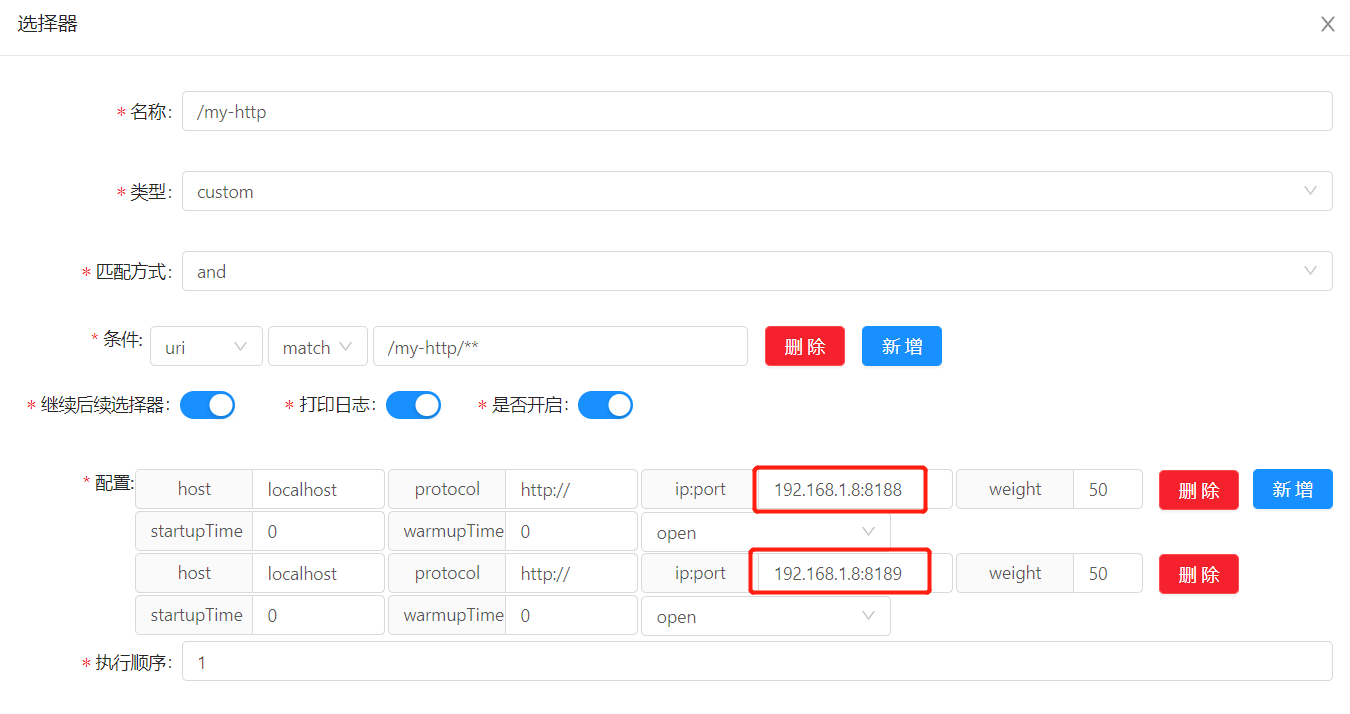 选择器
* 名称: /my-http
* 类型: custom
* 匹配方式: and
* 条件: uri match /my-http/** 删 除 新 增
* 继续后续选择器: * 打印日志: * 是否开启:
* 配置: host localhost protocol http:// ip:port 192.168.1.8:8188 weight 50 删 除 新 增
startupTime 0 warmupTime 0 open
host localhost protocol http:// ip:port 192.168.1.8:8189 weight 50 删 除
startupTime 0 warmupTime 0 open
* 执行顺序: 1